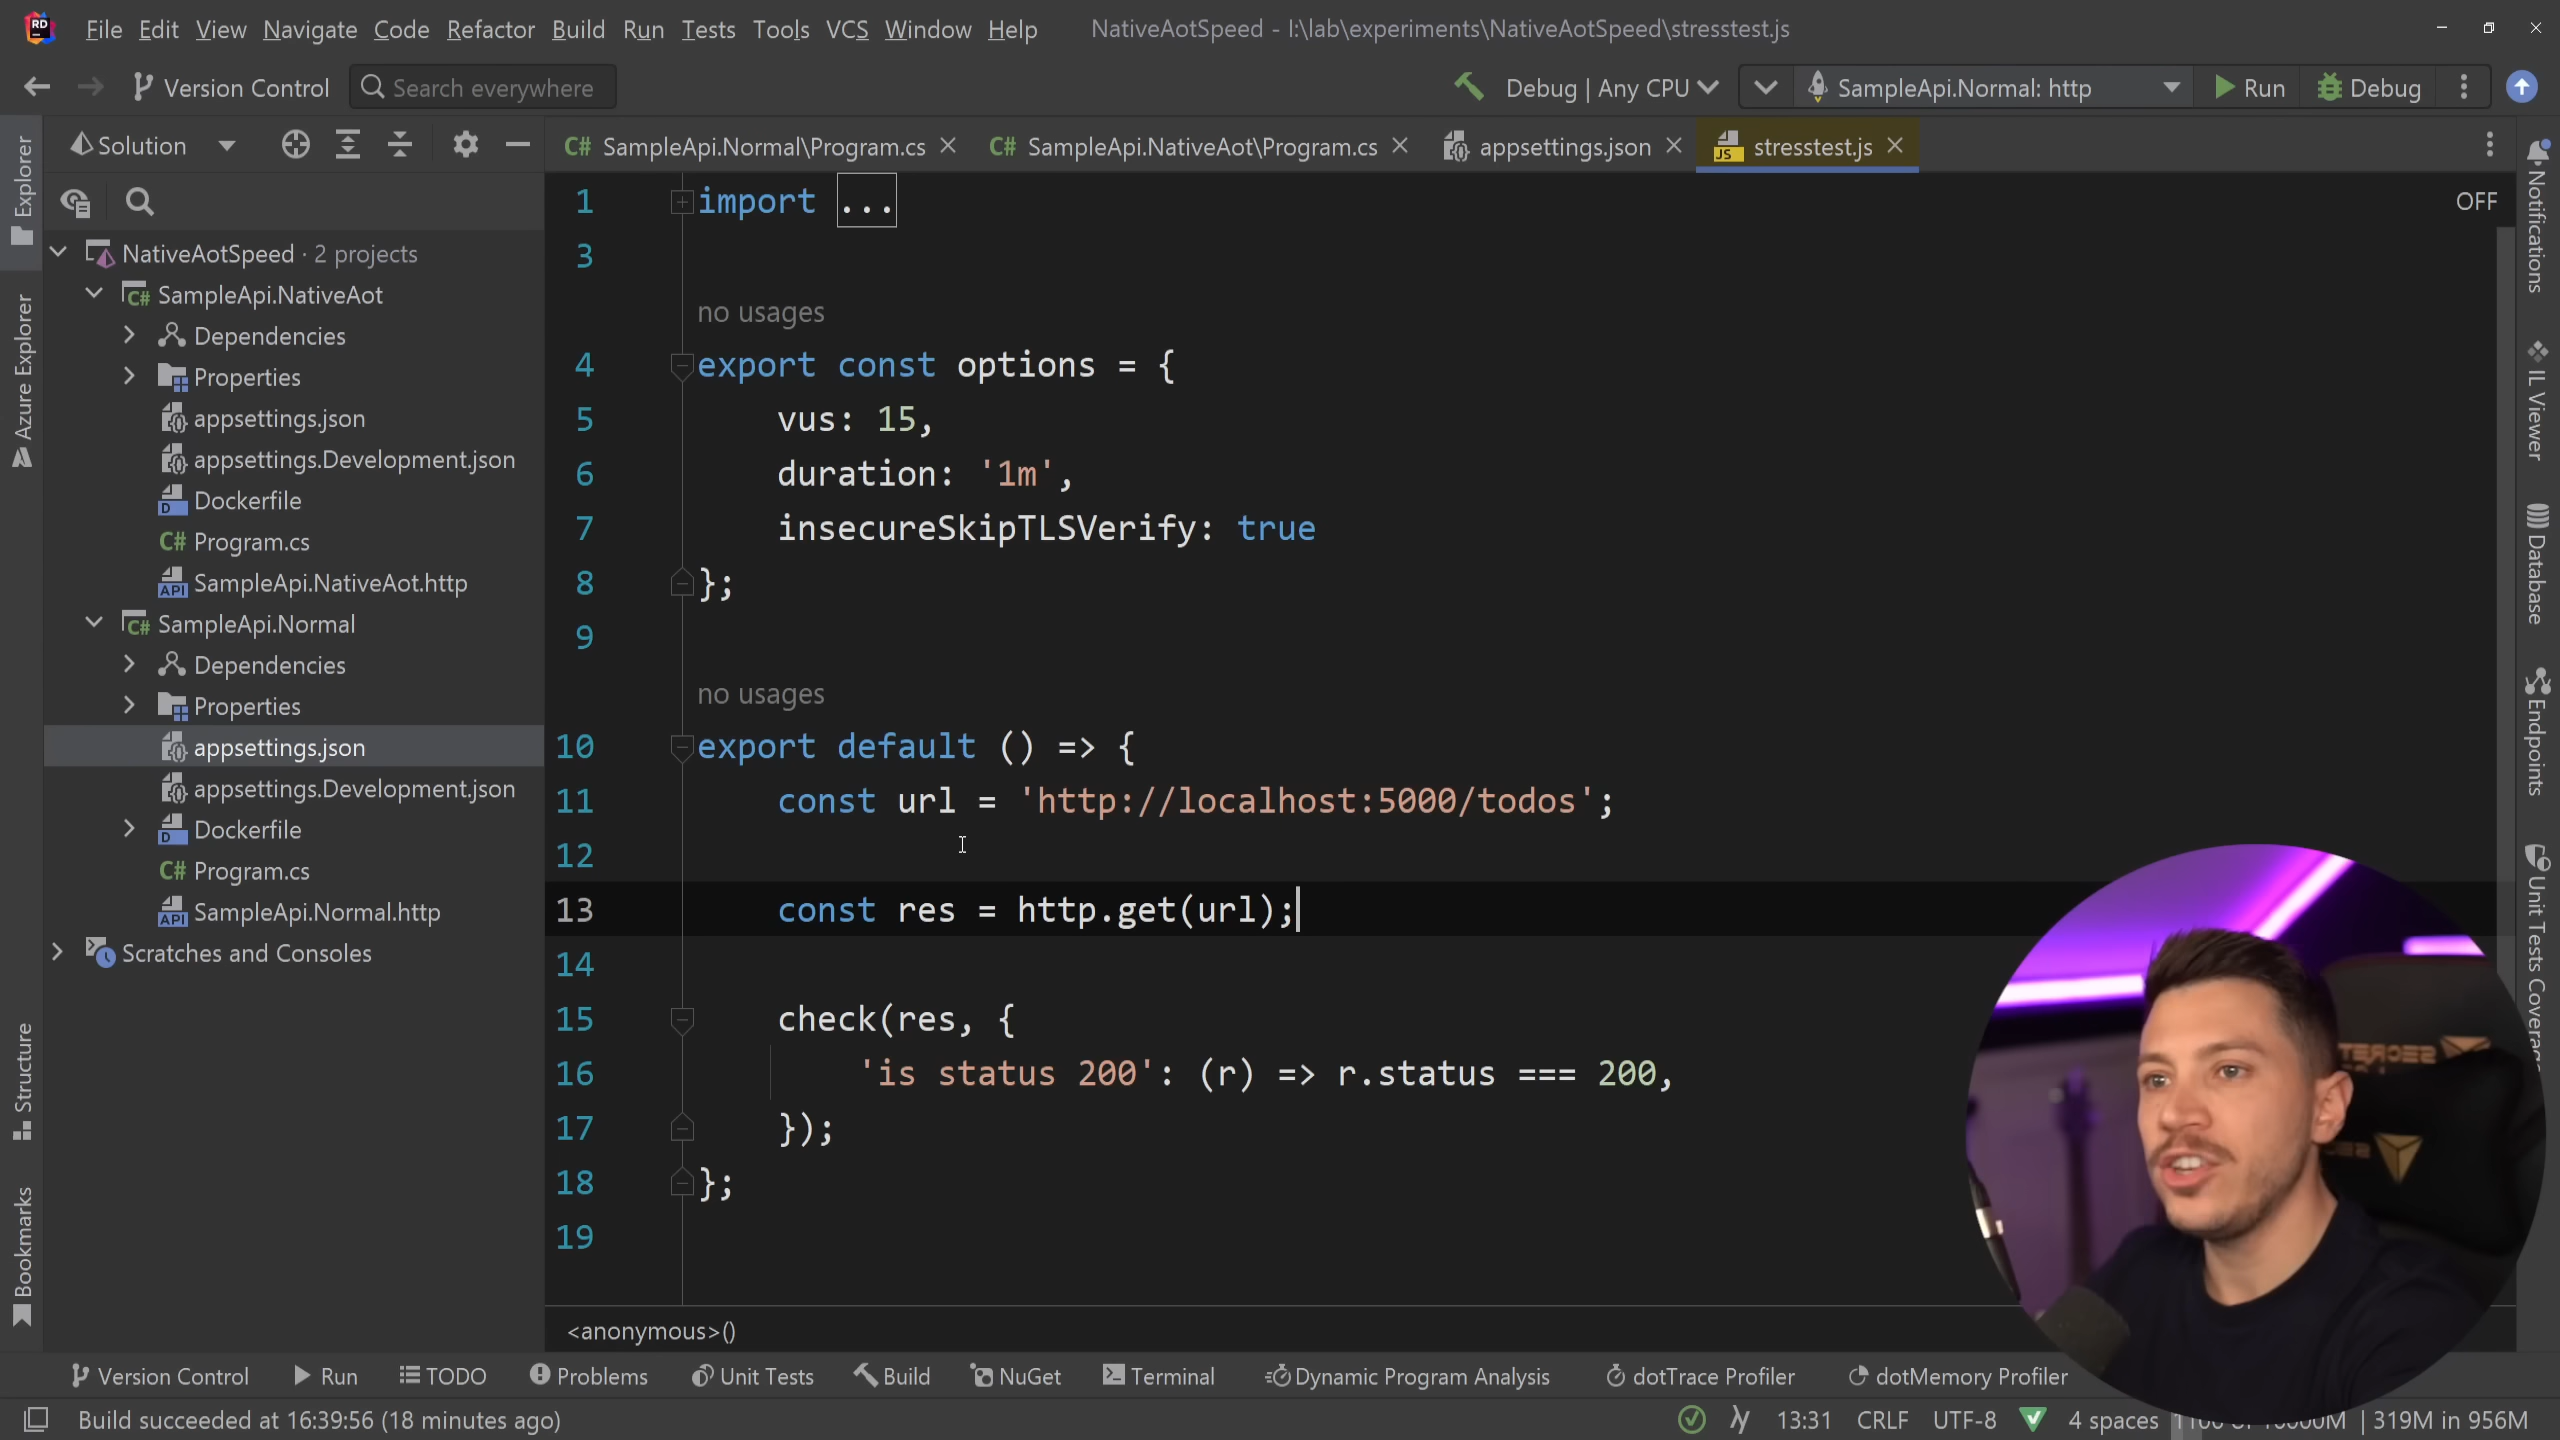 File Edit View Navigate Code Refactor Build Run Tests Tools VCS Window Help NativeAotSpeed - I:\lab\experiments\NativeAotSpeed\stresstest.js
Version Control Search everywhere Debug | Any CPU SampleApi.Normal: http Run Debug
Solution
SampleApi.Normal\Program.cs SampleApi.NativeAot\Program.cs appsettings.json stresstest.js
Explorer
Azure Explorer
Structure
Bookmarks
NativeAotSpeed · 2 projects
SampleApi.NativeAot
Dependencies
Properties
appsettings.json
appsettings.Development.json
Dockerfile
C# Program.cs
SampleApi.NativeAot.http
SampleApi.Normal
Dependencies
Properties
appsettings.json
appsettings.Development.json
Dockerfile
C# Program.cs
SampleApi.Normal.http
Scratches and Consoles
1 import ...
OFF
3
no usages
4 export const options = {
5 vus: 15,
6 duration: '1m',
7 insecureSkipTLSVerify: true
8 };
9
no usages
10 export default () => {
11 const url = 'http://localhost:5000/todos';
12
13 const res = http.get(url);
14
15 check(res, {
16 'is status 200': (r) => r.status === 200,
17 });
18 };
19
<anonymous>()
Notifications
IL Viewer
Database
Endpoints
Unit Tests Coverage
Version Control Run TODO Problems Unit Tests Build NuGet Terminal Dynamic Program Analysis dotTrace Profiler dotMemory Profiler
Build succeeded at 16:39:56 (18 minutes ago) 13:31 CRLF UTF-8 4 spaces | 319M in 956M